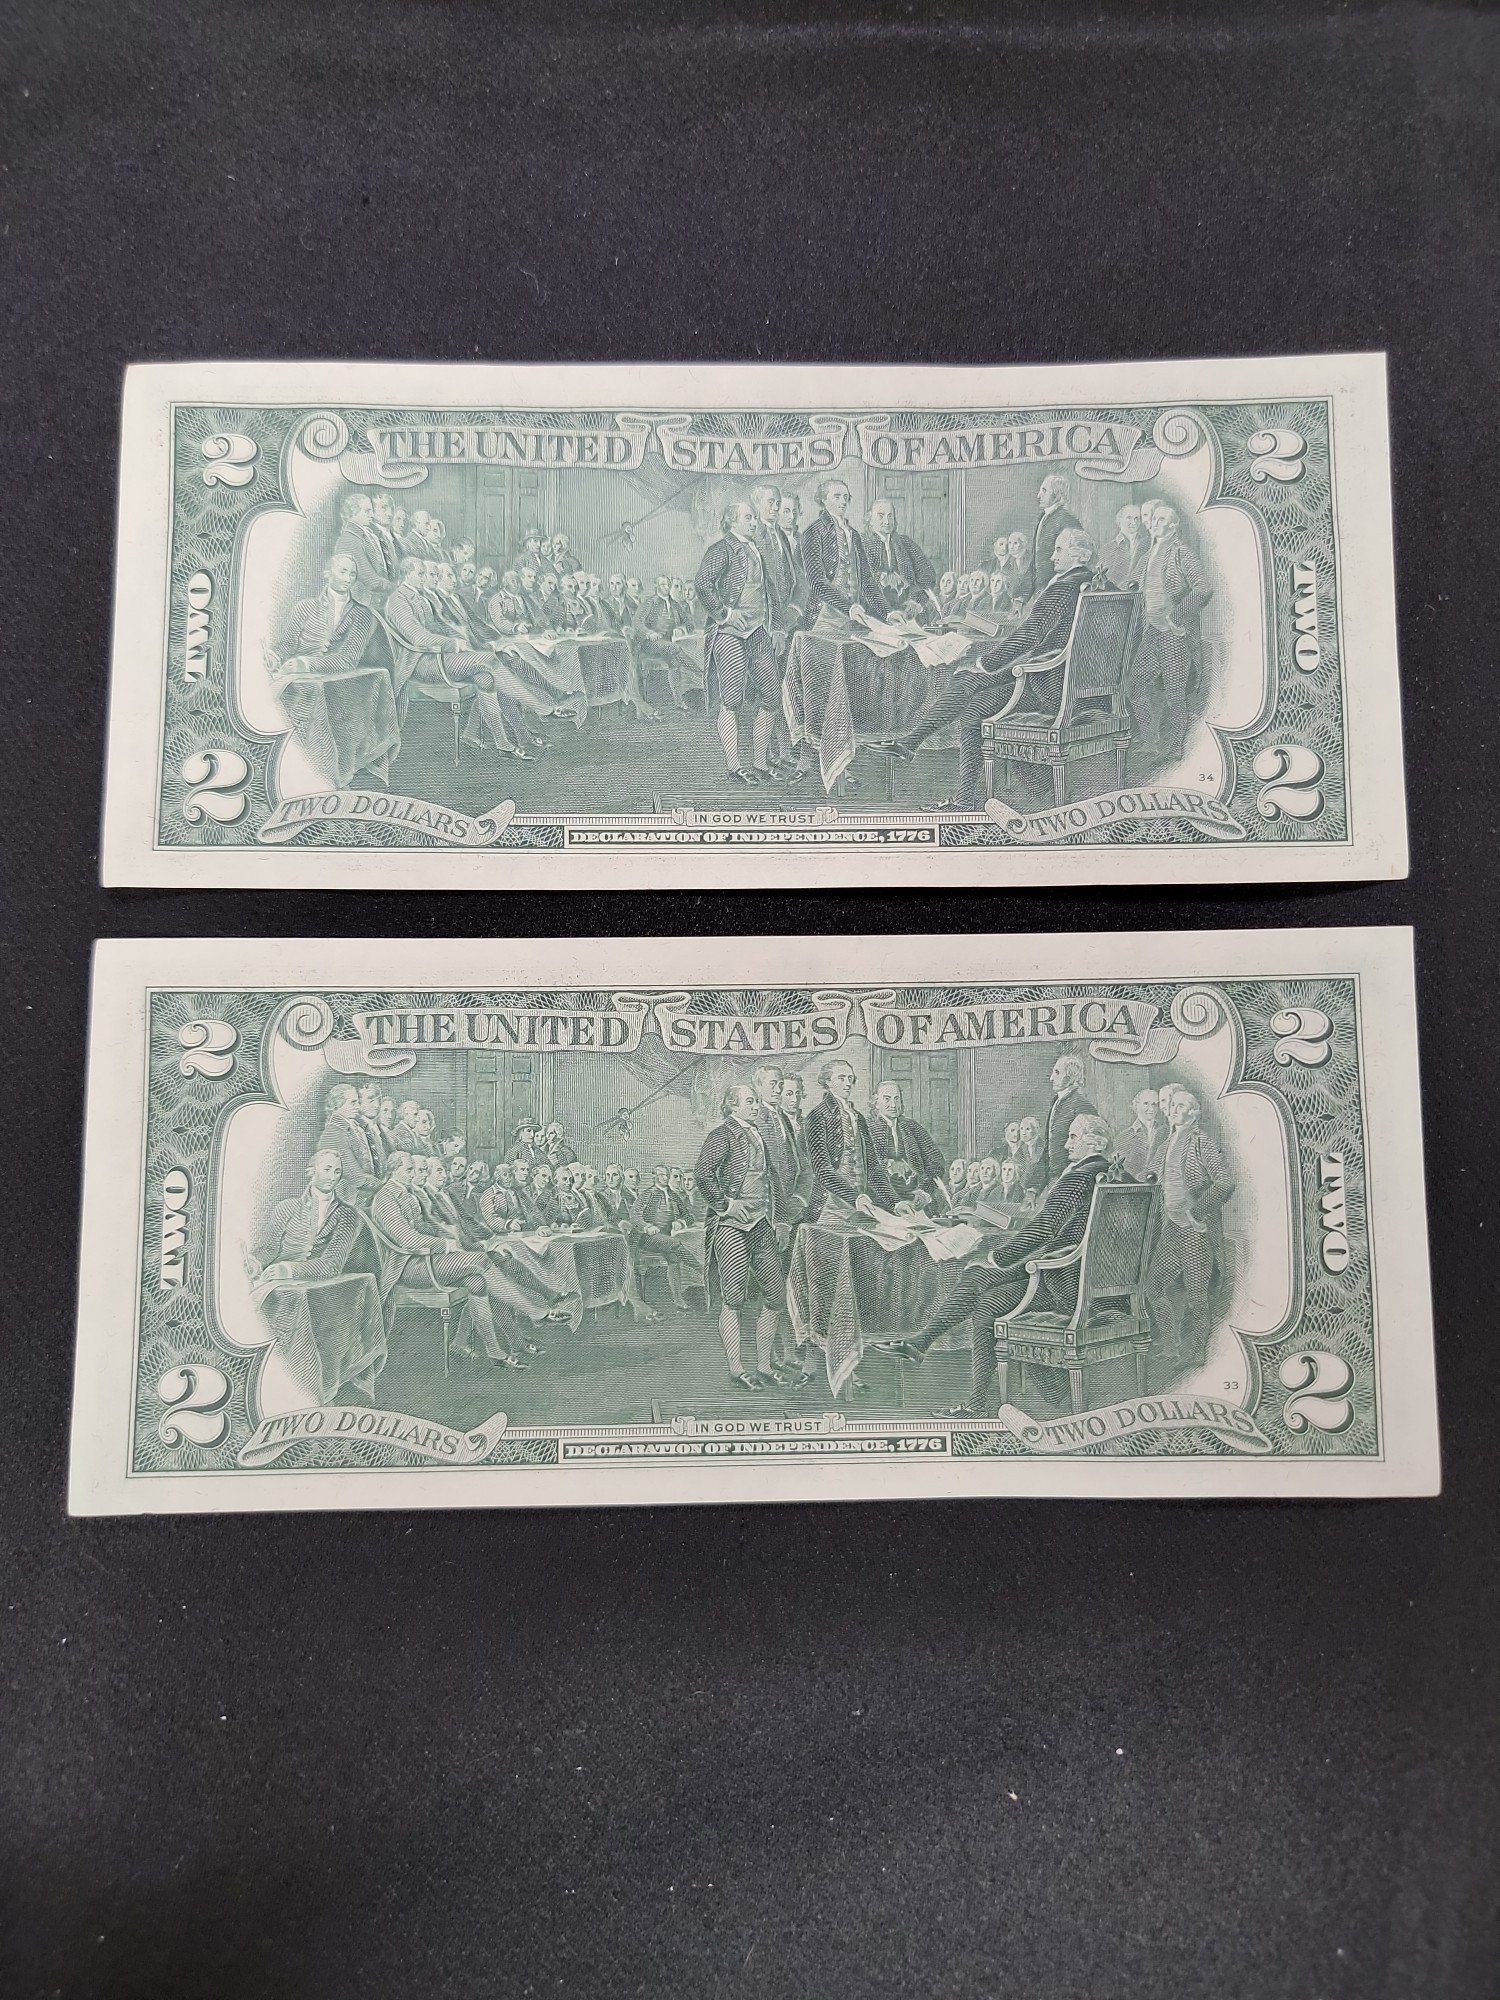 2 THE UNITED STATES OF AMERICA 2
TWO TWO
34
2 TWO DOLLARS IN GOD WE TRUST TWO DOLLARS 2
DECLARATION OF INDEPENDENCE, 1776
2 THE UNITED STATES OF AMERICA 2
TWO TWO
33
2 TWO DOLLARS IN GOD WE TRUST TWO DOLLARS 2
DECLARATION OF INDEPENDENCE, 1776